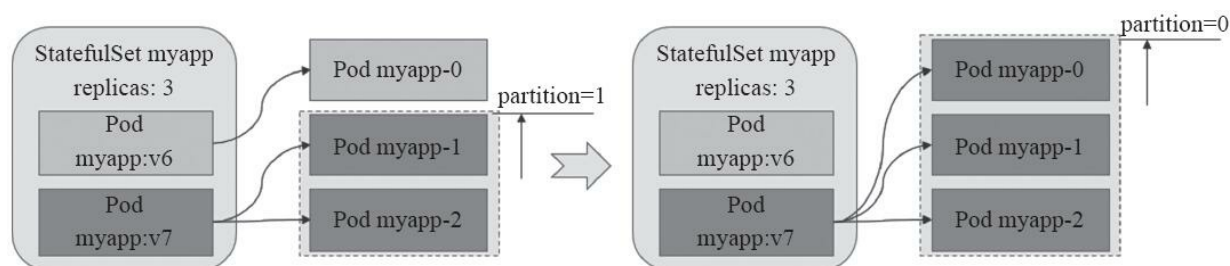 StatefulSet myapp
replicas: 3
Pod
myapp:v6
Pod
myapp:v7
Pod myapp-0
partition=1
Pod myapp-1
Pod myapp-2
StatefulSet myapp
replicas: 3
Pod
myapp:v6
Pod
myapp:v7
partition=0
Pod myapp-0
Pod myapp-1
Pod myapp-2